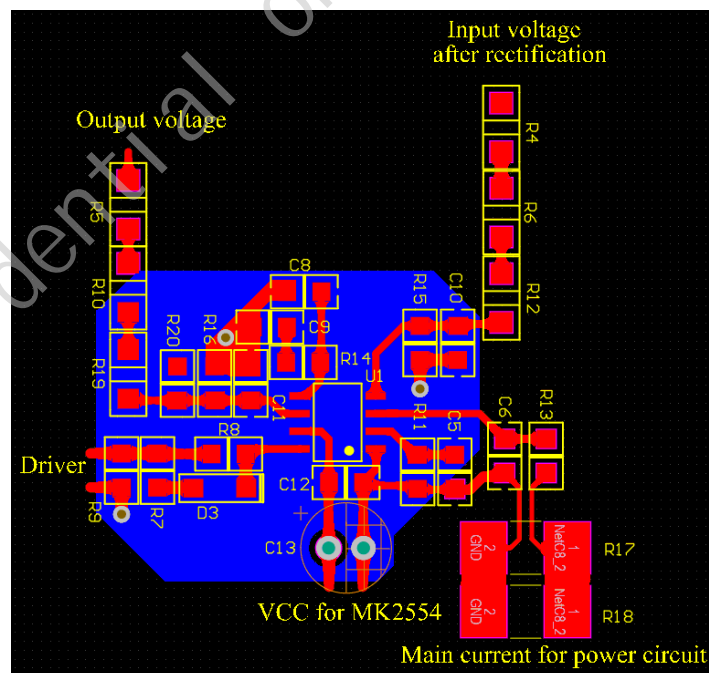 Input voltage
after rectification
Output voltage
dential o
R4
R5
R6
R10
R12
C8
R15
C10
R20
R16
C9
R14
U1
R19
C11
R11
C5
C6
R13
Driver
R8
R9
R7
D3
C12
+
C13
2
GND
1
NetC8_2
R17
2
GND
1
NetC8_2
R18
VCC for MK2554
Main current for power circuit